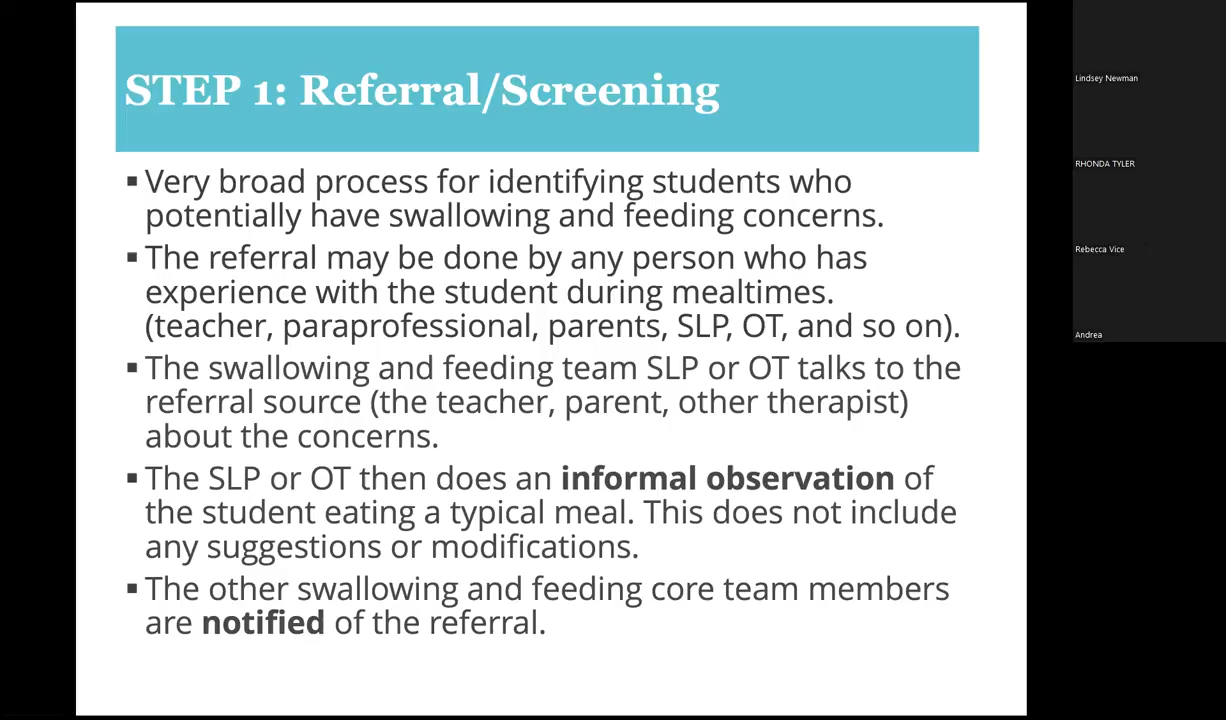 STEP 1: Referral/Screening
▪ Very broad process for identifying students who
potentially have swallowing and feeding concerns.
▪ The referral may be done by any person who has
experience with the student during mealtimes.
(teacher, paraprofessional, parents, SLP, OT, and so on).
▪ The swallowing and feeding team SLP or OT talks to the
referral source (the teacher, parent, other therapist)
about the concerns.
▪ The SLP or OT then does an informal observation of
the student eating a typical meal. This does not include
any suggestions or modifications.
▪ The other swallowing and feeding core team members
are notified of the referral.
Lindsey Newman
RHONDA TYLER
Rebecca Vice
Andrea